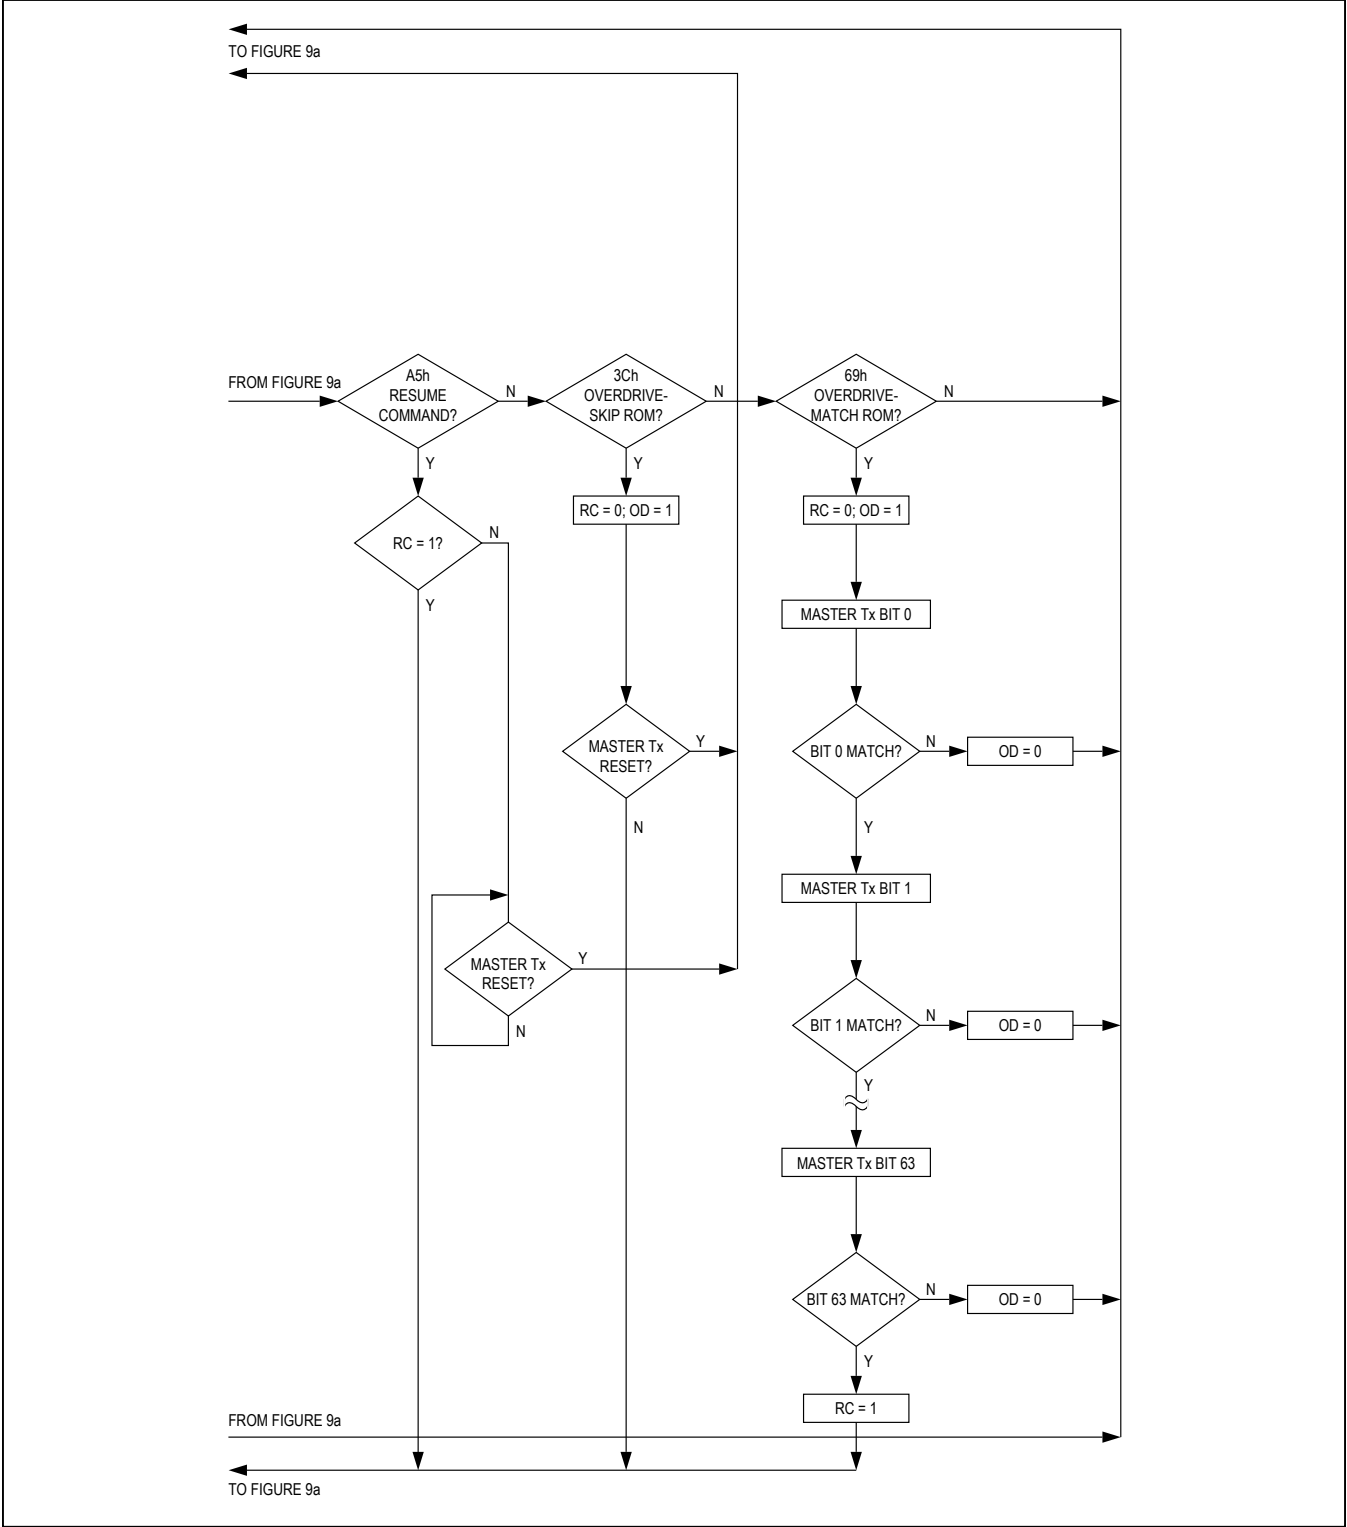 TO FIGURE 9a
FROM FIGURE 9a
A5h
RESUME
COMMAND?
N
3Ch
OVERDRIVE-
SKIP ROM?
N
69h
OVERDRIVE-
MATCH ROM?
N
Y
Y
Y
RC = 1?
N
RC = 0; OD = 1
RC = 0; OD = 1
Y
MASTER Tx BIT 0
MASTER Tx
RESET?
Y
BIT 0 MATCH?
N
OD = 0
N
Y
MASTER Tx BIT 1
MASTER Tx
RESET?
Y
N
BIT 1 MATCH?
N
OD = 0
Y
MASTER Tx BIT 63
BIT 63 MATCH?
N
OD = 0
Y
RC = 1
FROM FIGURE 9a
TO FIGURE 9a